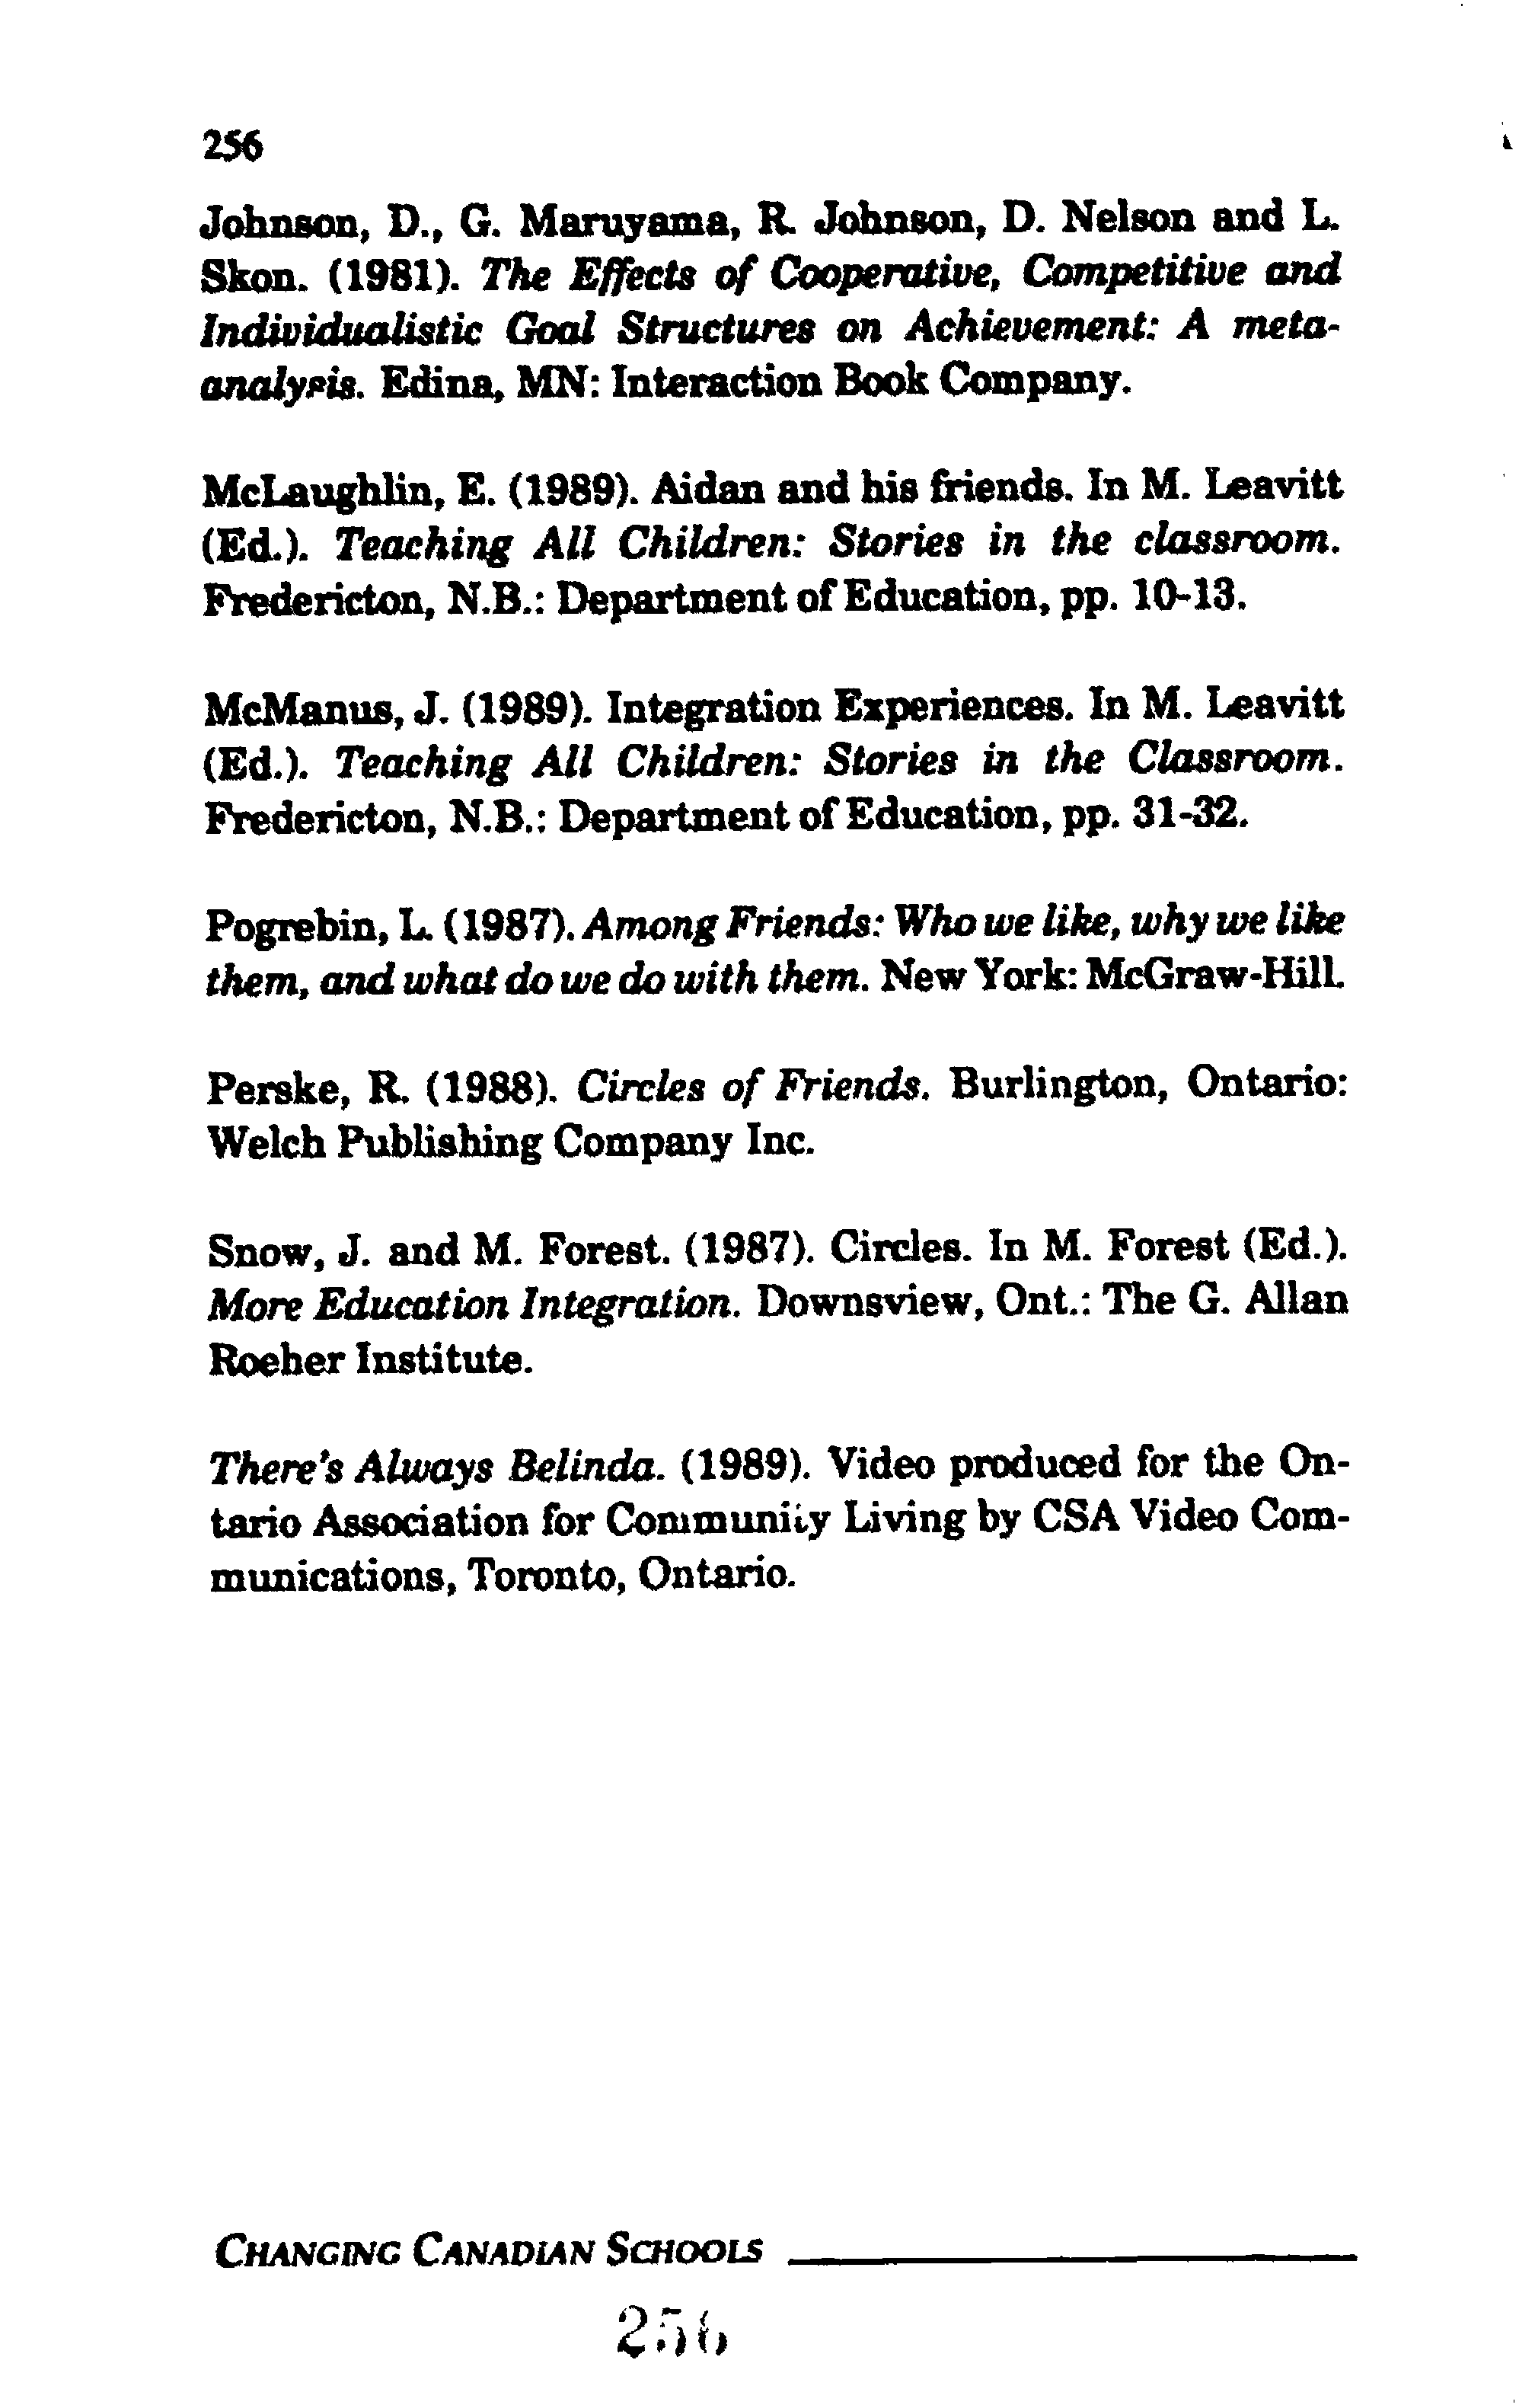 256
Johnson, D., G. Maruyama, R. Johnson, D. Nelson and L.
Skon. (1981). The Effects of Cooperative, Competitive and
Individualistic Goal Structures on Achievement: A meta-
analysis. Edina, MN: Interaction Book Company.
McLaughlin, E. (1989). Aidan and his friends. In M. Leavitt
(Ed.). Teaching All Children: Stories in the classroom.
Fredericton, N.B.: Department of Education, pp. 10-13.
McManus, J. (1989). Integration Experiences. In M. Leavitt
(Ed.). Teaching All Children: Stories in the Classroom.
Fredericton, N.B.: Department of Education, pp. 31-32.
Pogrebin, L. (1987). Among Friends: Who we like, why we like
them, and what do we do with them. New York: McGraw-Hill.
Perske, R. (1988). Circles of Friends. Burlington, Ontario:
Welch Publishing Company Inc.
Snow, J. and M. Forest. (1987). Circles. In M. Forest (Ed.).
More Education Integration. Downsview, Ont.: The G. Allan
Roeher Institute.
There's Always Belinda. (1989). Video produced for the On-
tario Association for Community Living by CSA Video Com-
munications, Toronto, Ontario.
CHANGING CANADIAN SCHOOLS
256